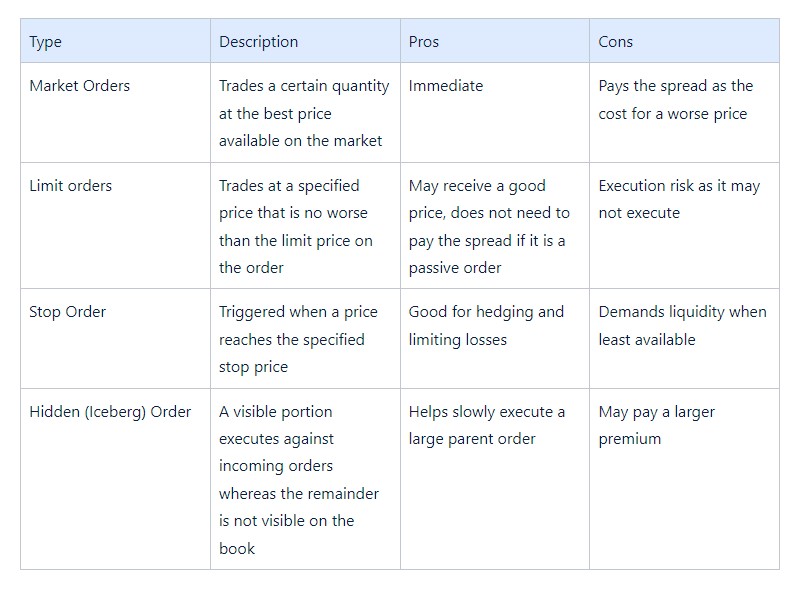 Type
Description
Pros
Cons
Market Orders
Trades a certain quantity
at the best price
available on the market
Immediate
Pays the spread as the
cost for a worse price
Limit orders
Trades at a specified
price that is no worse
than the limit price on
the order
May receive a good
price, does not need to
pay the spread if it is a
passive order
Execution risk as it may
not execute
Stop Order
Triggered when a price
reaches the specified
stop price
Good for hedging and
limiting losses
Demands liquidity when
least available
Hidden (Iceberg) Order
A visible portion
executes against
incoming orders
whereas the remainder
is not visible on the
book
Helps slowly execute a
large parent order
May pay a larger
premium